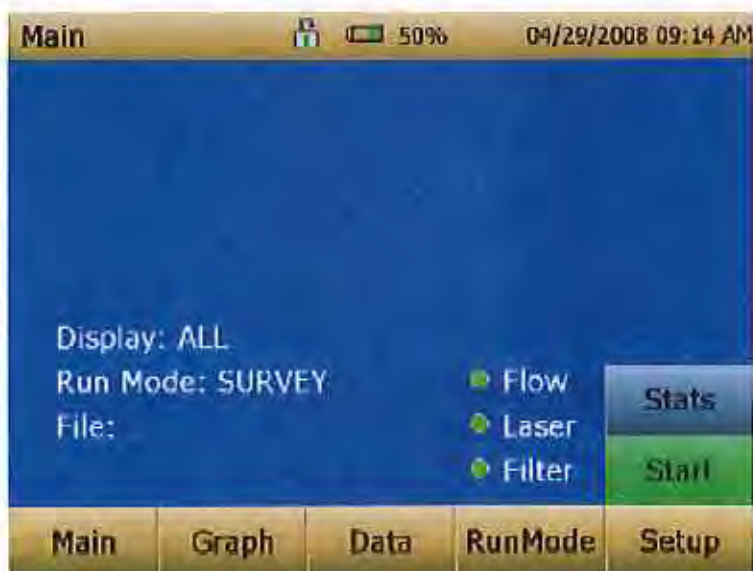 Main 50% 04/29/2008 09:14 AM
Display: ALL
Run Mode: SURVEY
File:
Flow
Laser
Filter
Stats
Start
Main Graph Data RunMode Setup